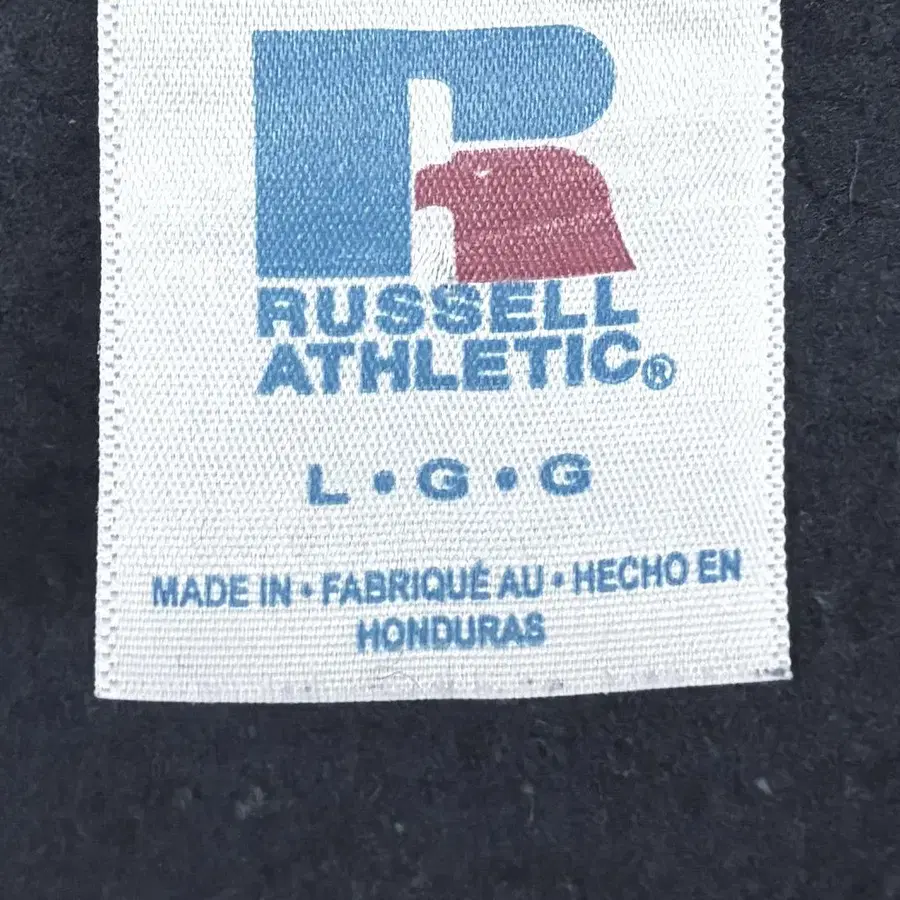 RUSSELL
ATHLETIC®
L • G • G
MADE IN • FABRIQUÉ AU • HECHO EN
HONDURAS